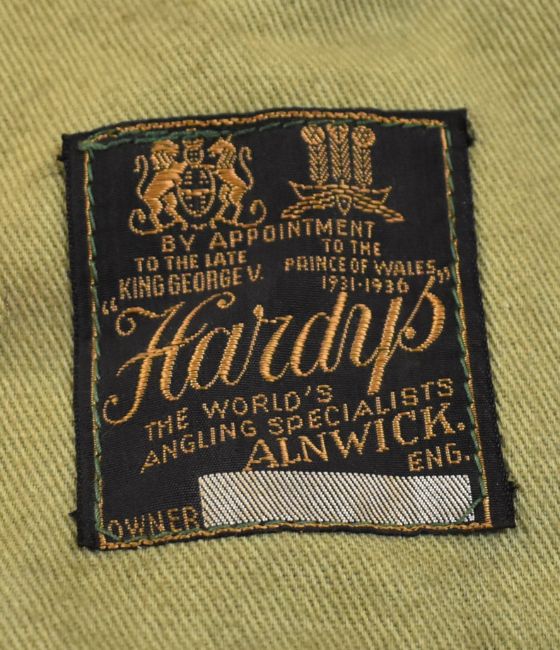 BY APPOINTMENT
TO THE LATE
KING GEORGE V.
TO THE
PRINCE OF WALES
1931-1936
"Hardys"
THE WORLD'S
ANGLING SPECIALISTS
ALNWICK.
ENG.
OWNER